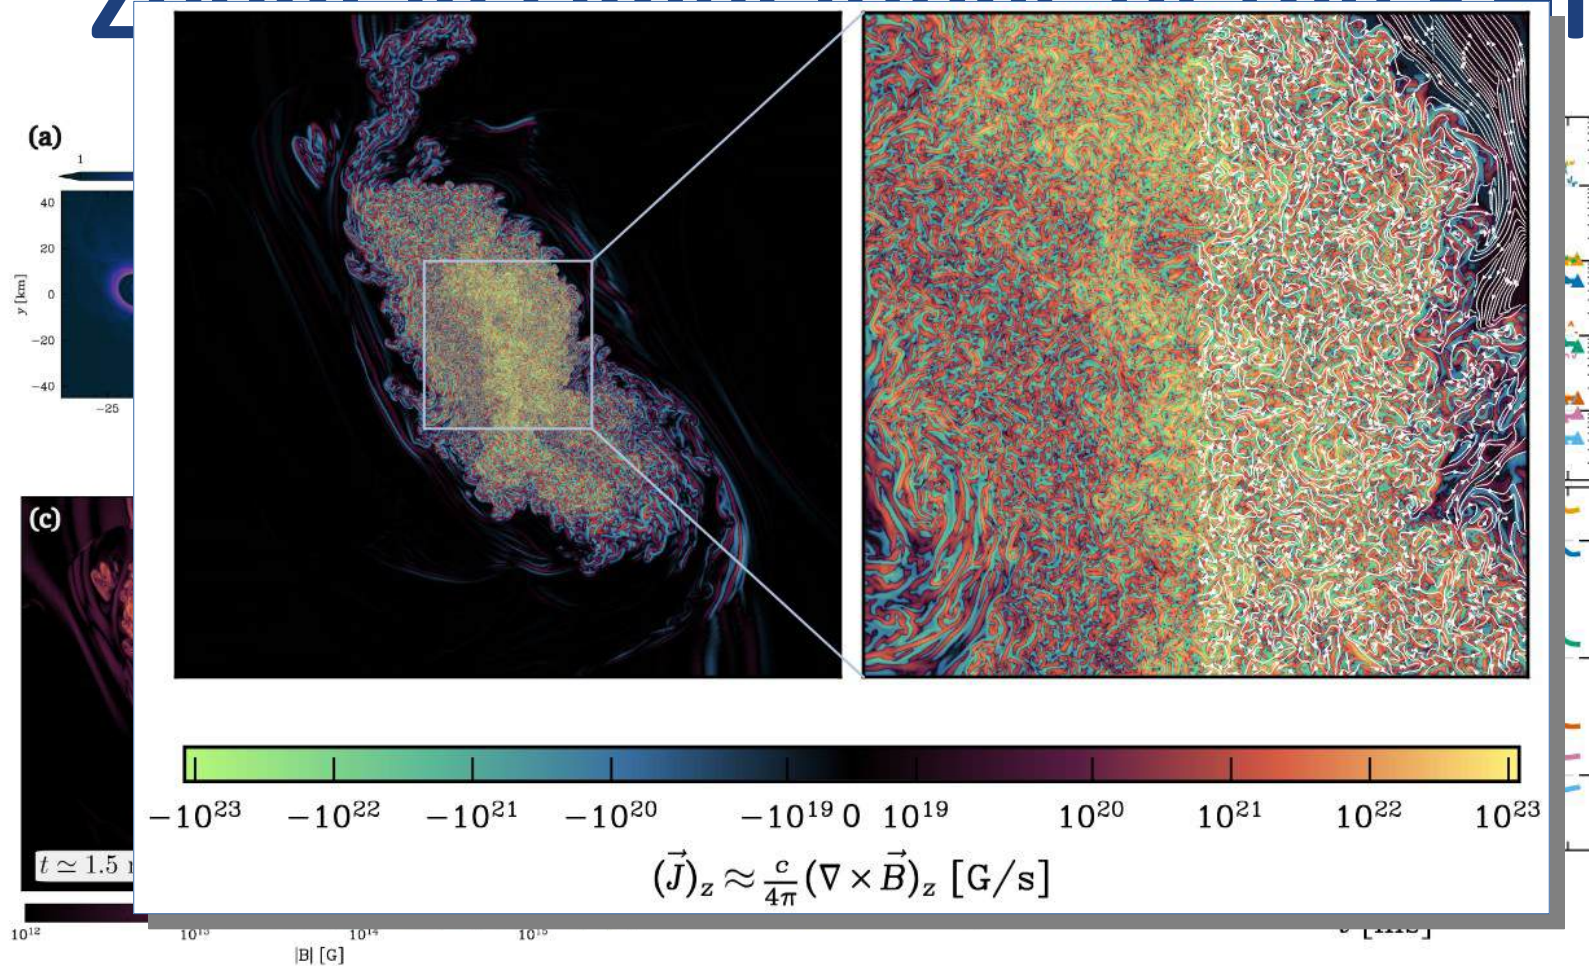 (a)
1
40
20
0
−20
−40
y [km]
−25
(c)
t ≃ 1.5
10¹²
10¹³
10¹⁴
10¹⁵
|B| [G]
−10²³ −10²² −10²¹ −10²⁰ −10¹⁹ 0 10¹⁹ 10²⁰ 10²¹ 10²² 10²³
(J⃗)_z ≈ c/4π (∇ × B⃗)_z [G/s]